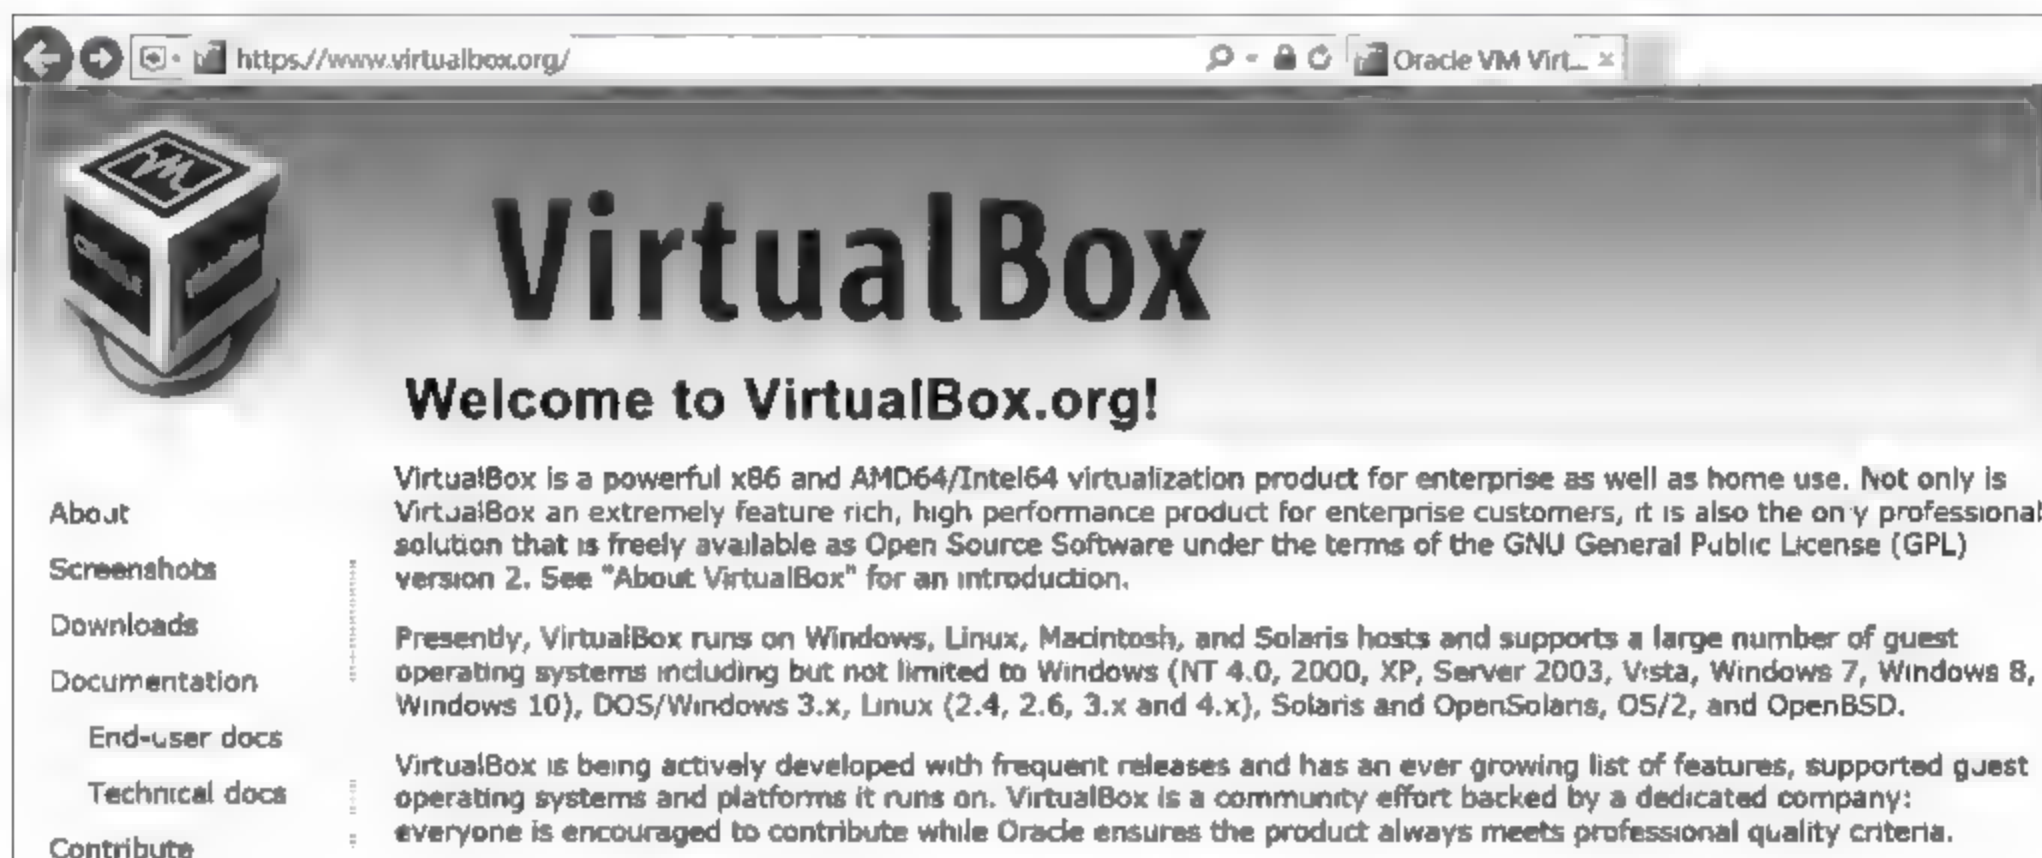 https://www.virtualbox.org/
Oracle VM Virt...
VirtualBox
Welcome to VirtualBox.org!
About
Screenshots
Downloads
Documentation
End-user docs
Technical docs
Contribute
VirtualBox is a powerful x86 and AMD64/Intel64 virtualization product for enterprise as well as home use. Not only is
VirtualBox an extremely feature rich, high performance product for enterprise customers, it is also the only professional
solution that is freely available as Open Source Software under the terms of the GNU General Public License (GPL)
version 2. See "About VirtualBox" for an introduction.
Presently, VirtualBox runs on Windows, Linux, Macintosh, and Solaris hosts and supports a large number of guest
operating systems including but not limited to Windows (NT 4.0, 2000, XP, Server 2003, Vista, Windows 7, Windows 8,
Windows 10), DOS/Windows 3.x, Linux (2.4, 2.6, 3.x and 4.x), Solaris and OpenSolaris, OS/2, and OpenBSD.
VirtualBox is being actively developed with frequent releases and has an ever growing list of features, supported guest
operating systems and platforms it runs on. VirtualBox is a community effort backed by a dedicated company:
everyone is encouraged to contribute while Oracle ensures the product always meets professional quality criteria.